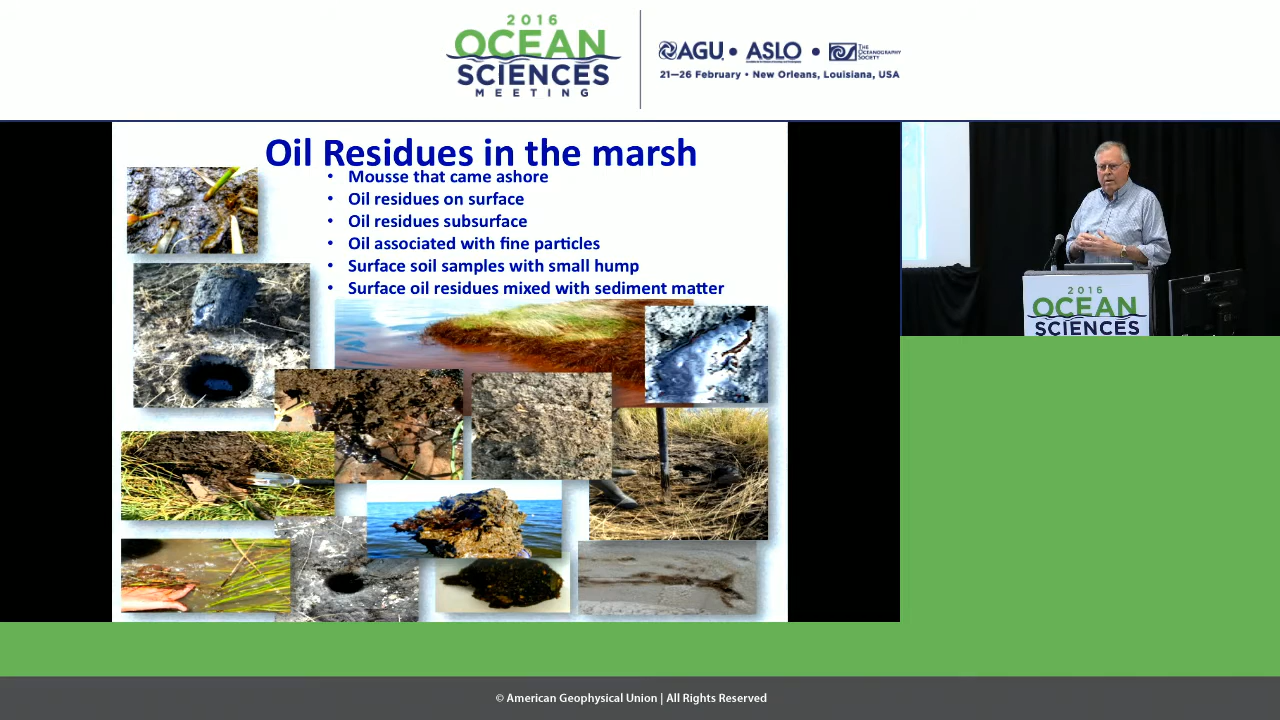 2016
OCEAN
SCIENCES
MEETING
AGU • ASLO • THE OCEANOGRAPHY SOCIETY
21—26 February • New Orleans, Louisiana, USA
Oil Residues in the marsh
• Mousse that came ashore
• Oil residues on surface
• Oil residues subsurface
• Oil associated with fine particles
• Surface soil samples with small hump
• Surface oil residues mixed with sediment matter
2016
OCEAN
SCIENCES
© American Geophysical Union | All Rights Reserved